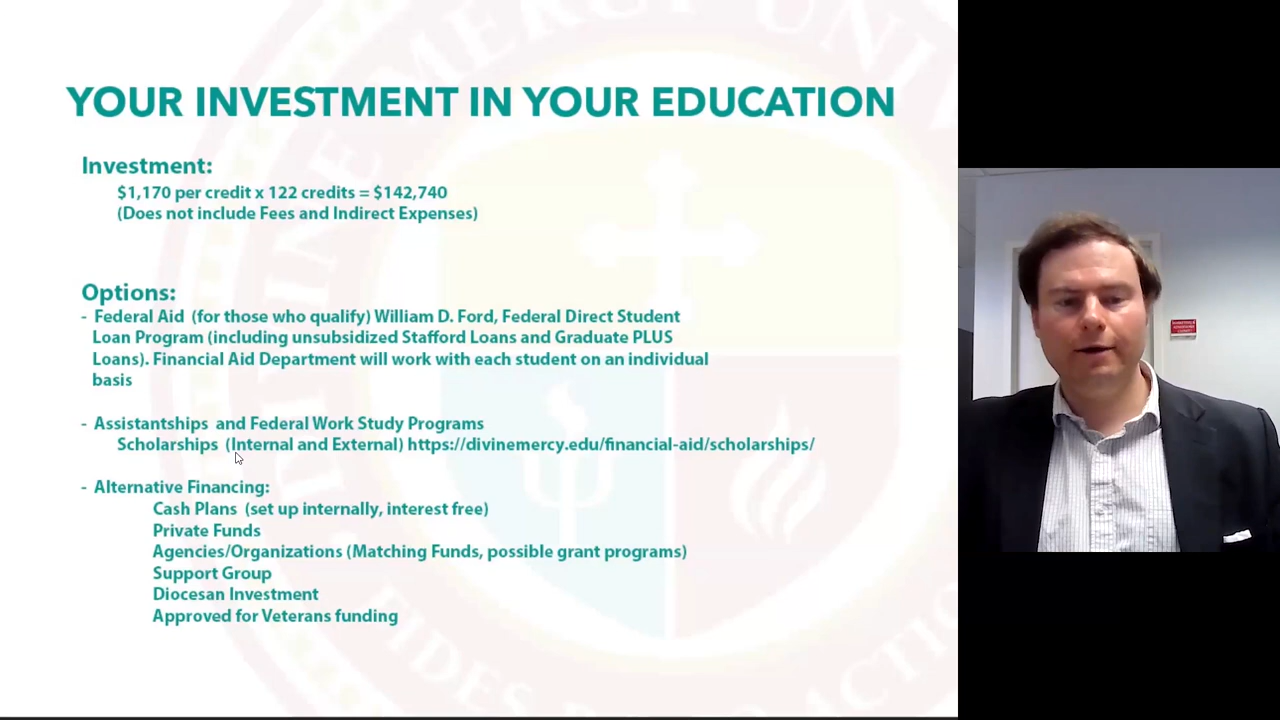 YOUR INVESTMENT IN YOUR EDUCATION
Investment:
$1,170 per credit x 122 credits = $142,740
(Does not include Fees and Indirect Expenses)
Options:
- Federal Aid (for those who qualify) William D. Ford, Federal Direct Student
Loan Program (including unsubsidized Stafford Loans and Graduate PLUS
Loans). Financial Aid Department will work with each student on an individual
basis
- Assistantships and Federal Work Study Programs
Scholarships (Internal and External) https://divinemercy.edu/financial-aid/scholarships/
- Alternative Financing:
Cash Plans (set up internally, interest free)
Private Funds
Agencies/Organizations (Matching Funds, possible grant programs)
Support Group
Diocesan Investment
Approved for Veterans funding
DIVINE MERCY UNI
FIDES